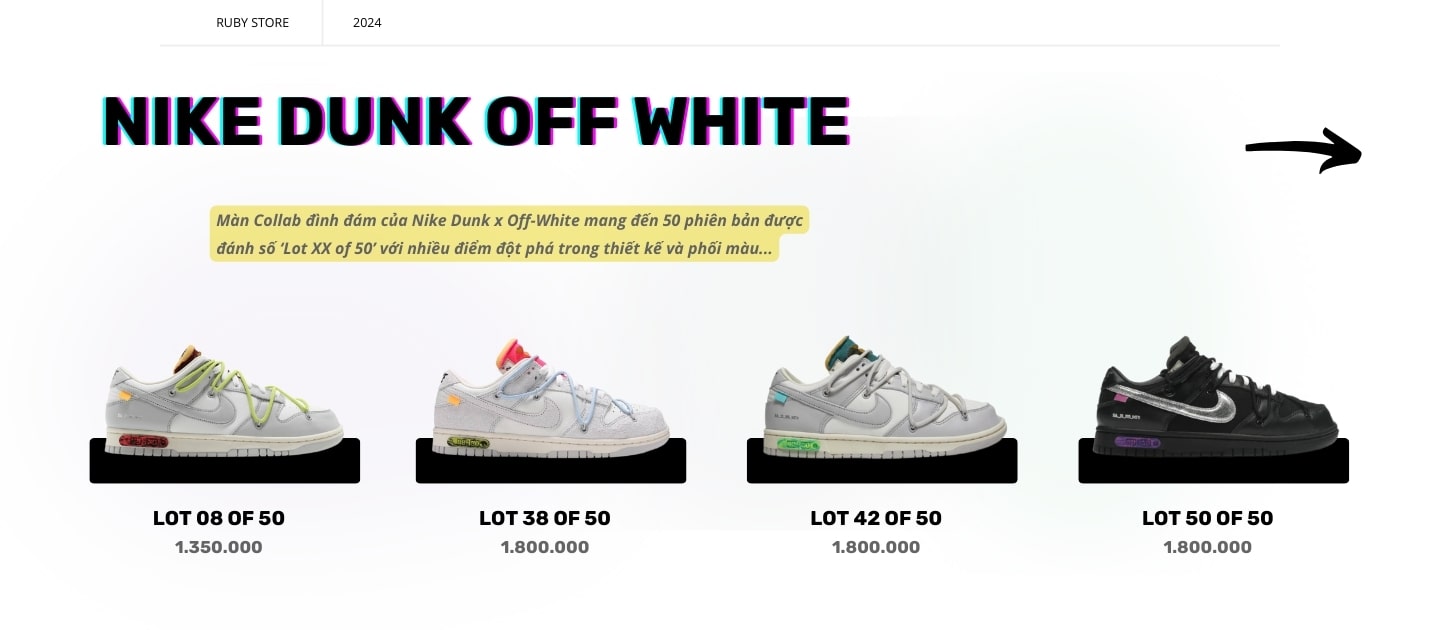 RUBY STORE
2024
NIKE DUNK OFF WHITE
Màn Collab đình đám của Nike Dunk x Off-White mang đến 50 phiên bản được
đánh số ‘Lot XX of 50’ với nhiều điểm đột phá trong thiết kế và phối màu...
LOT 08 OF 50
LOT 38 OF 50
LOT 42 OF 50
LOT 50 OF 50
1.350.000
1.800.000
1.800.000
1.800.000